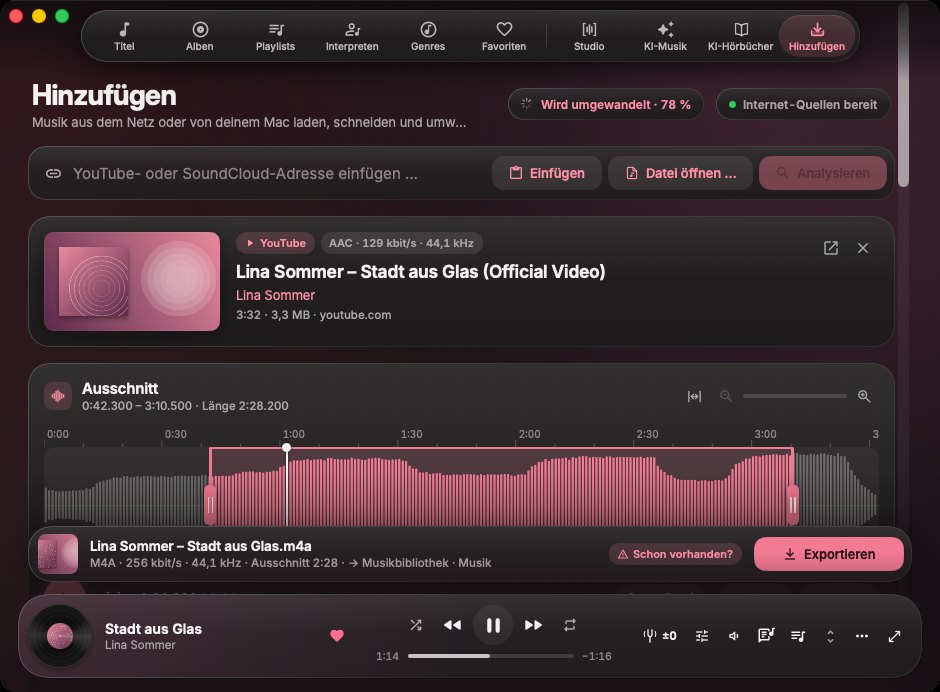 Titel
Alben
Playlists
Interpreten
Genres
Favoriten
Studio
KI-Musik
KI-Hörbücher
Hinzufügen
Hinzufügen
Musik aus dem Netz oder von deinem Mac laden, schneiden und umw...
Wird umgewandelt · 78 %
Internet-Quellen bereit
YouTube- oder SoundCloud-Adresse einfügen ...
Einfügen
Datei öffnen ...
Analysieren
YouTube
AAC · 129 kbit/s · 44,1 kHz
Lina Sommer – Stadt aus Glas (Official Video)
Lina Sommer
3:32 · 3,3 MB · youtube.com
Ausschnitt
0:42.300 – 3:10.500 · Länge 2:28.200
0:00 0:30 1:00 1:30 2:00 2:30 3:00 3
Lina Sommer – Stadt aus Glas.m4a
M4A · 256 kbit/s · 44,1 kHz · Ausschnitt 2:28 · → Musikbibliothek · Musik
Schon vorhanden?
Exportieren
Stadt aus Glas
Lina Sommer
1:14
−1:16
±0